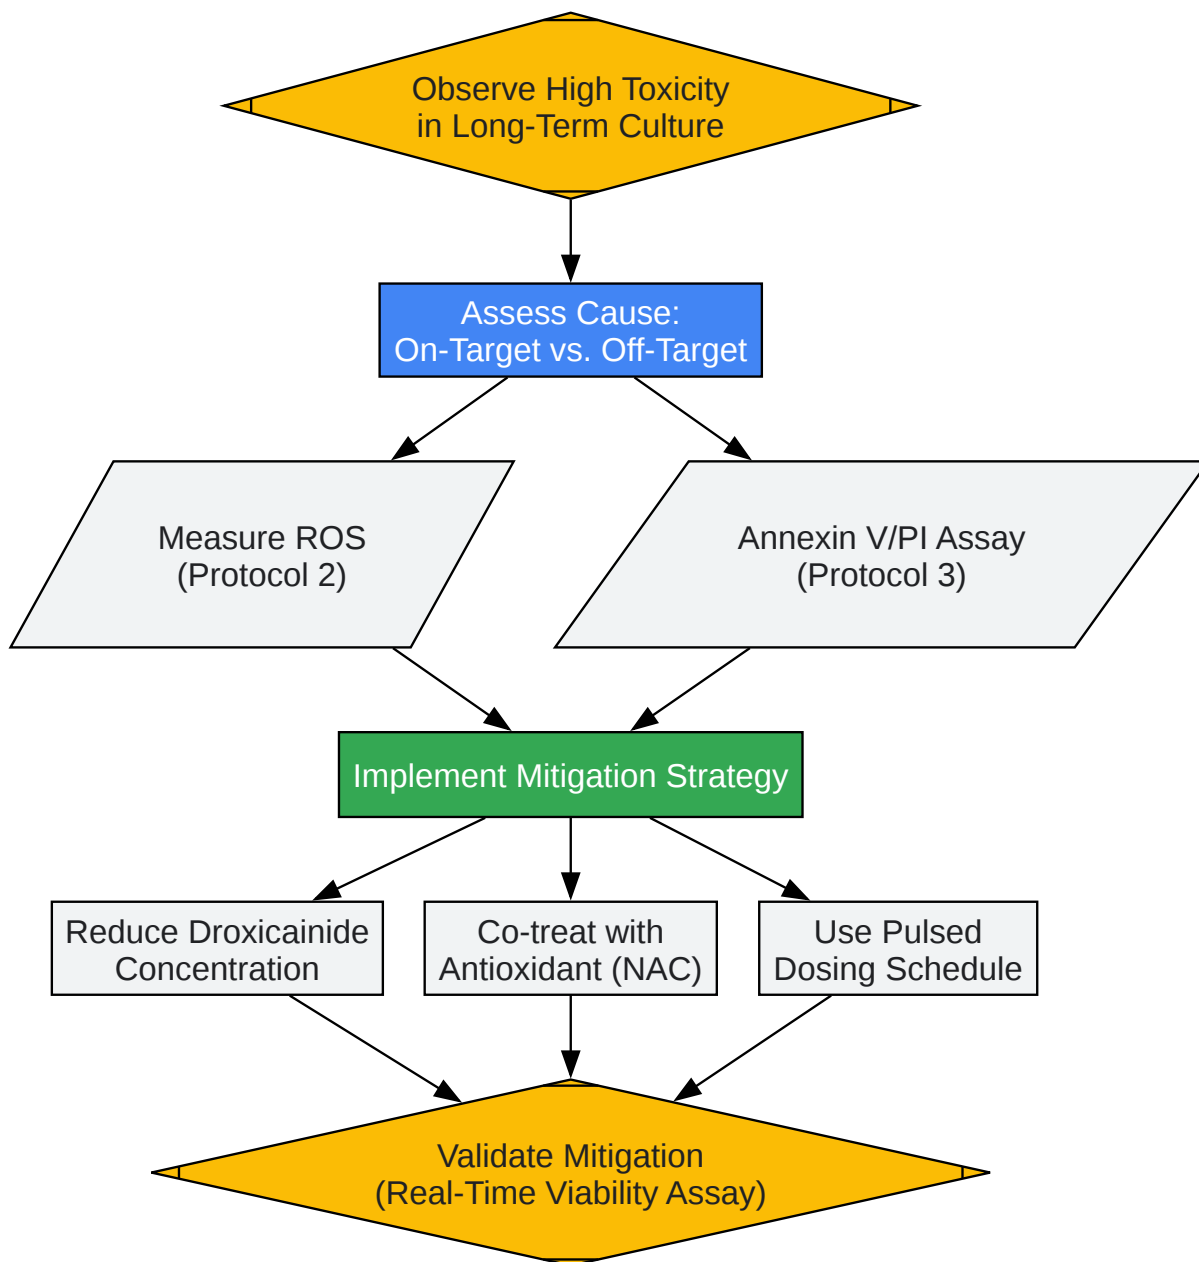 Observe High Toxicity
in Long-Term Culture
Assess Cause:
On-Target vs. Off-Target
Measure ROS
(Protocol 2)
Annexin V/PI Assay
(Protocol 3)
Implement Mitigation Strategy
Reduce Droxicainide
Concentration
Co-treat with
Antioxidant (NAC)
Use Pulsed
Dosing Schedule
Validate Mitigation
(Real-Time Viability Assay)